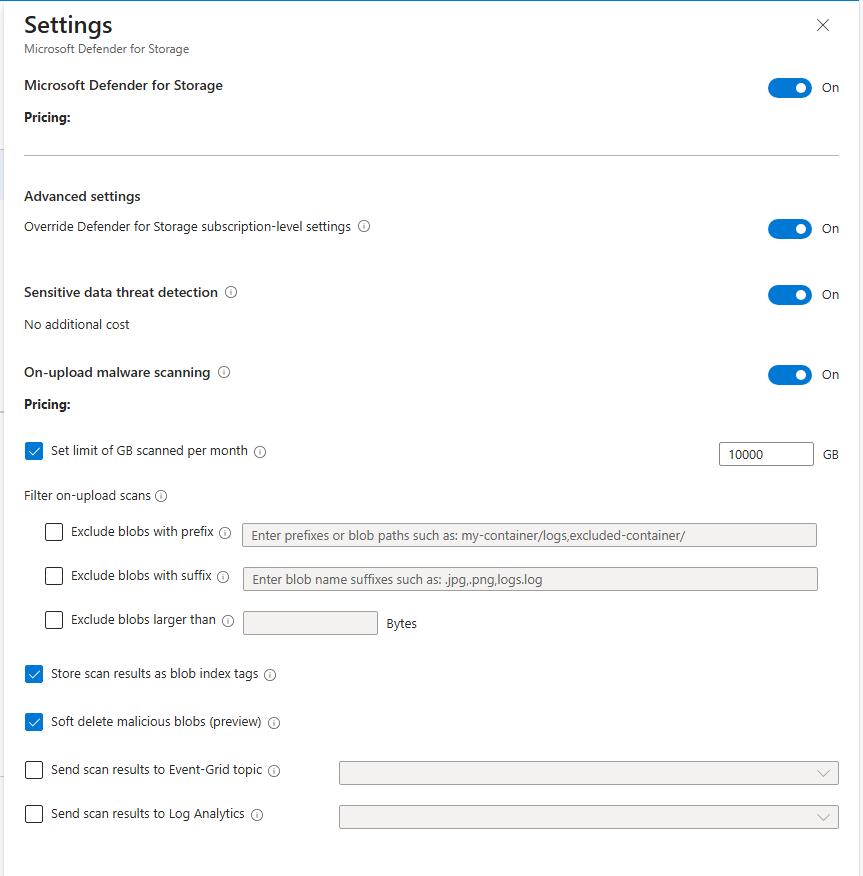 Settings
Microsoft Defender for Storage
Microsoft Defender for Storage
On
Pricing:
Advanced settings
Override Defender for Storage subscription-level settings
On
Sensitive data threat detection
On
No additional cost
On-upload malware scanning
On
Pricing:
Set limit of GB scanned per month
10000 GB
Filter on-upload scans
Exclude blobs with prefix Enter prefixes or blob paths such as: my-container/logs,excluded-container/
Exclude blobs with suffix Enter blob name suffixes such as: .jpg,.png,logs.log
Exclude blobs larger than Bytes
Store scan results as blob index tags
Soft delete malicious blobs (preview)
Send scan results to Event-Grid topic
Send scan results to Log Analytics